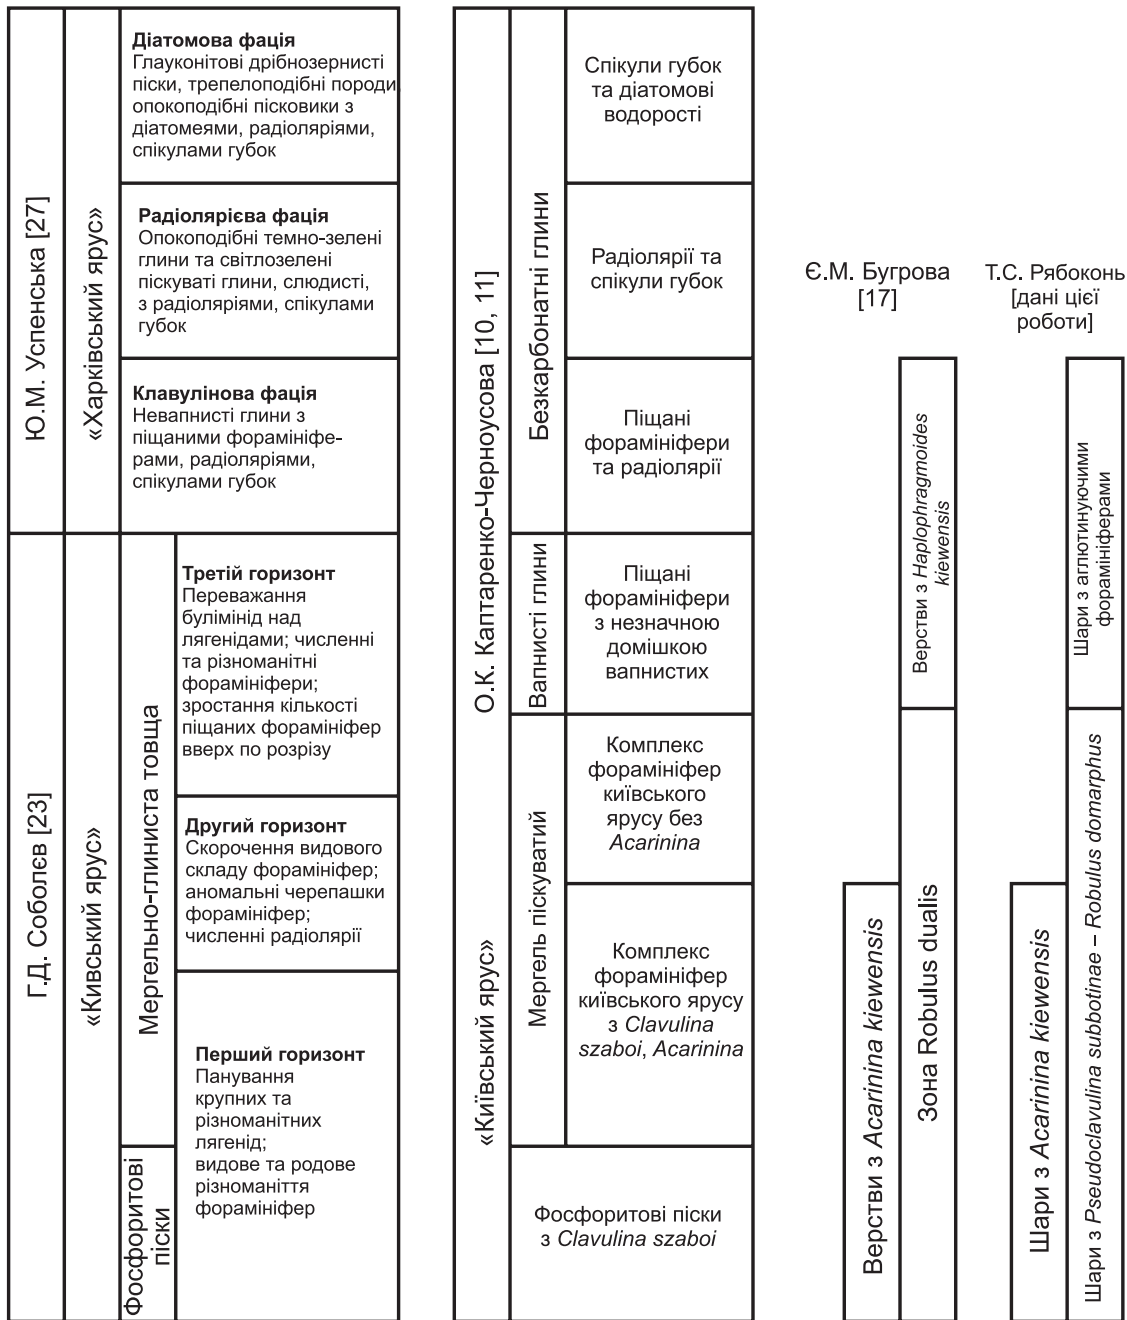 Ю.М. Успенська [27]
«Харківський ярус»
Діатомова фація
Глауконітові дрібнозернисті
піски, трепелоподібні породи,
опокоподібні пісковики з
діатомеями, радіоляріями,
спікулами губок
Радіолярієва фація
Опокоподібні темно-зелені
глини та світлозелені
піскуваті глини, слюдисті,
з радіоляріями, спікулами
губок
Клавулінова фація
Невапнисті глини з
піщаними форамініфе-
рами, радіоляріями,
спікулами губок
Г.Д. Соболєв [23]
«Кивський ярус»
Мергельно-глиниста товща
Третій горизонт
Переважання
булімінід над
лягенідами; численні
та різноманітні
форамініфери;
зростання кількості
піщаних форамініфер
вверх по розрізу
Другий горизонт
Скорочення видового
складу форамініфер;
аномальні черепашки
форамініфер;
численні радіолярії
Перший горизонт
Панування
крупних та
різноманітних
лягенід;
видове та родове
різноманіття
форамініфер
Фосфоритові
піски
О.К. Каптаренко-Черноусова [10, 11]
«Київський ярус»
Безкарбонатні глини
Спікули губок
та діатомові
водорості
Радіолярії та
спікули губок
Піщані
форамініфери
та радіолярії
Вапнисті глини
Піщані
форамініфери
з незначною
домішкою
вапнистих
Мергель піскуватий
Комплекс
форамініфер
київського
ярусу без
Acarinina
Комплекс
форамініфер
київського ярусу
з Clavulina
szaboi, Acarinina
Фосфоритові піски
з Clavulina szaboi
Є.М. Бугрова
[17]
Верстви з Haplophragmoides
kiewensis
Верстви з Acarinina kiewensis
Зона Robulus dualis
Т.С. Рябоконь
[дані цієї
роботи]
Шари з аглютинуючими
форамініферами
Шари з Acarinina kiewensis
Шари з Pseudoclavulina subbotinae – Robulus domarphus